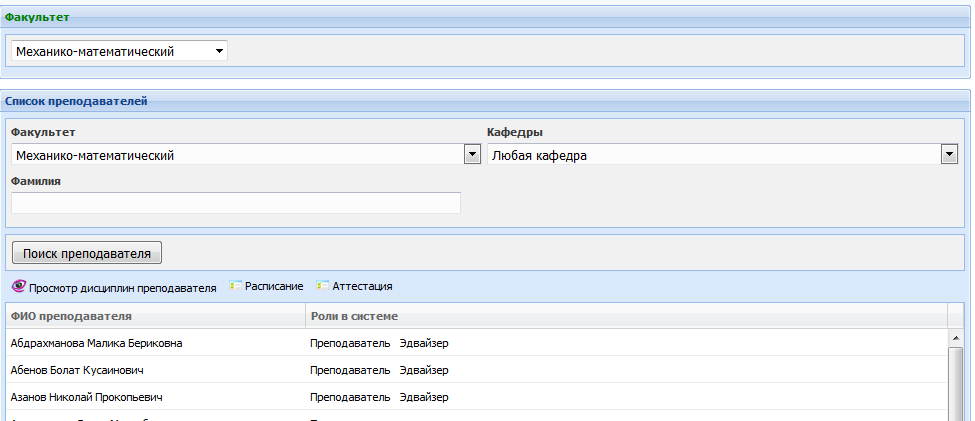 Факультет
Механико-математический
Список преподавателей
Факультет Кафедры
Механико-математический Любая кафедра
Фамилия
Поиск преподавателя
Просмотр дисциплин преподавателя Расписание Аттестация
ФИО преподавателя Роли в системе
Абдрахманова Малика Бериковна Преподаватель Эдвайзер
Абенов Болат Кусаинович Преподаватель Эдвайзер
Азанов Николай Прокопьевич Преподаватель Эдвайзер